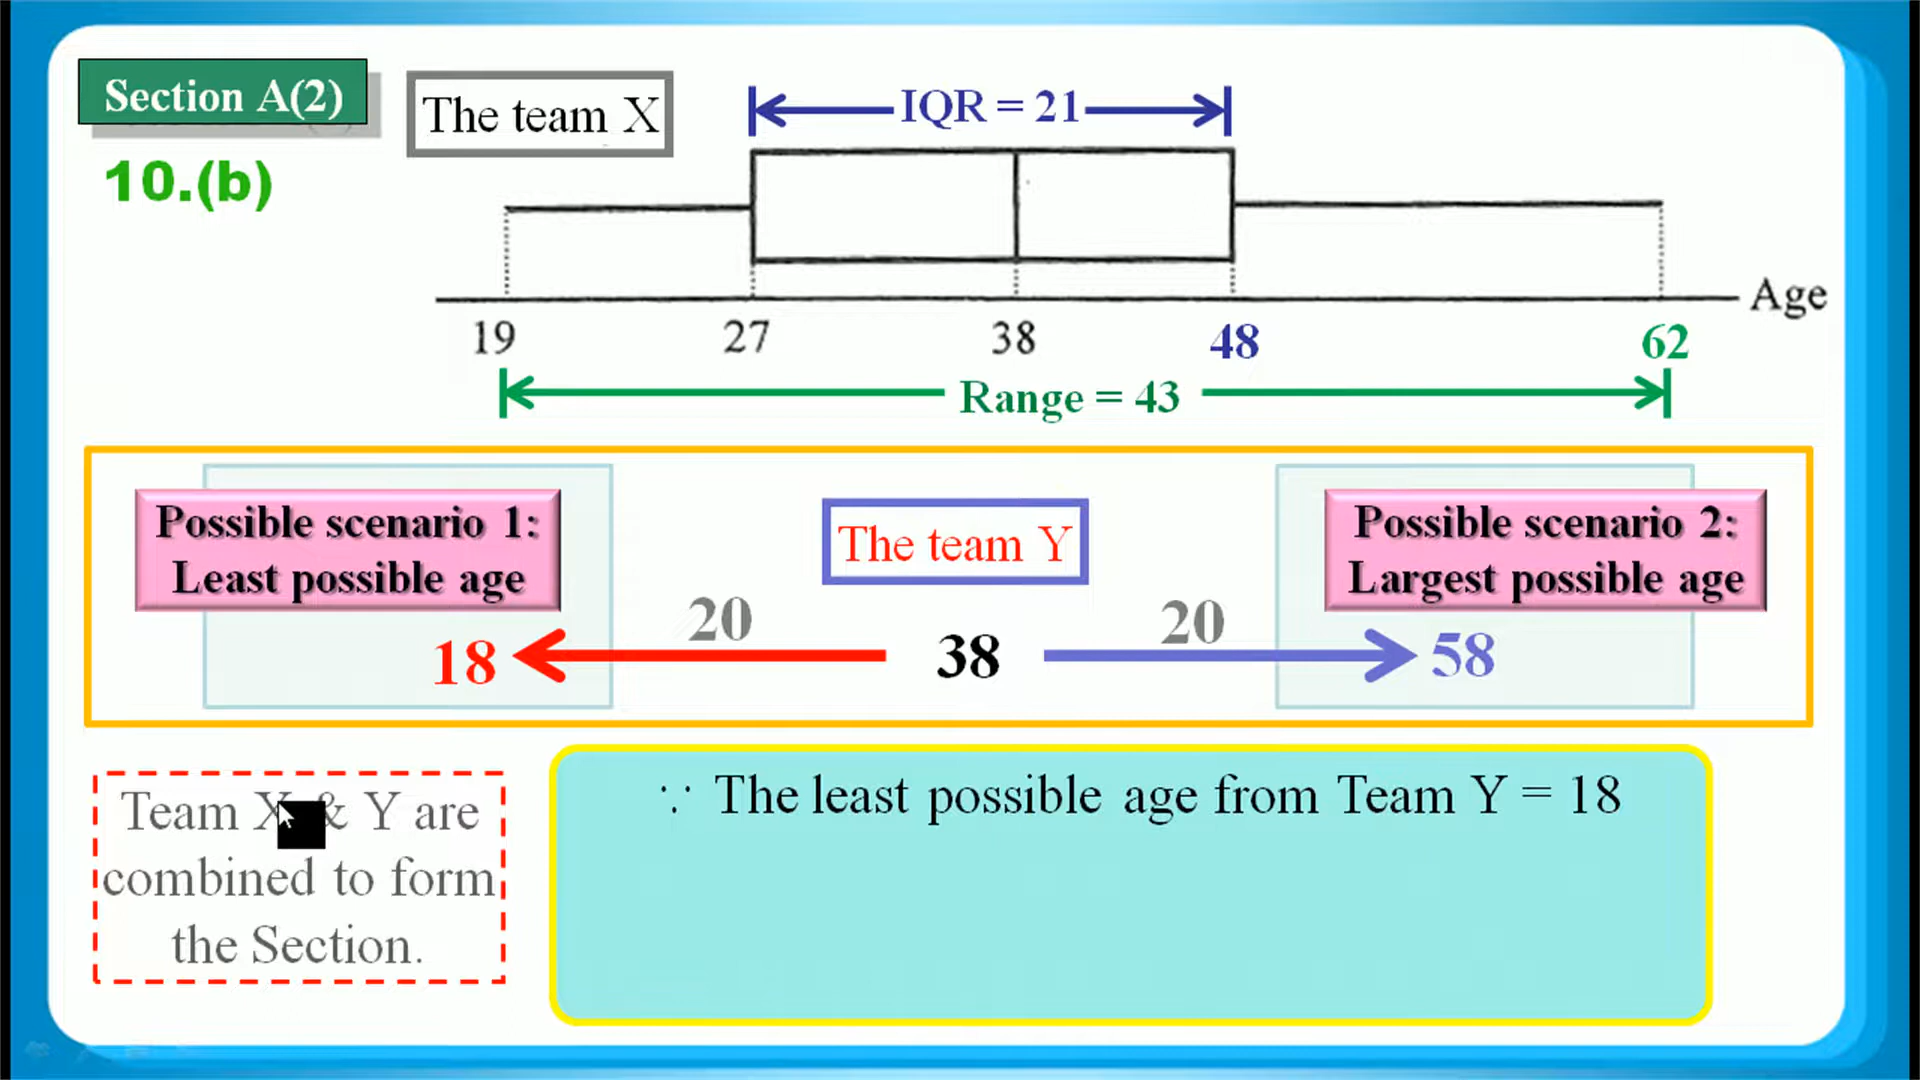 Section A(2)
The team X
IQR = 21
10.(b)
Age
19 27 38 48 62
Range = 43
Possible scenario 1:
Least possible age
The team Y
Possible scenario 2:
Largest possible age
18 20 38 20 58
Team X & Y are
combined to form
the Section.
∵ The least possible age from Team Y = 18